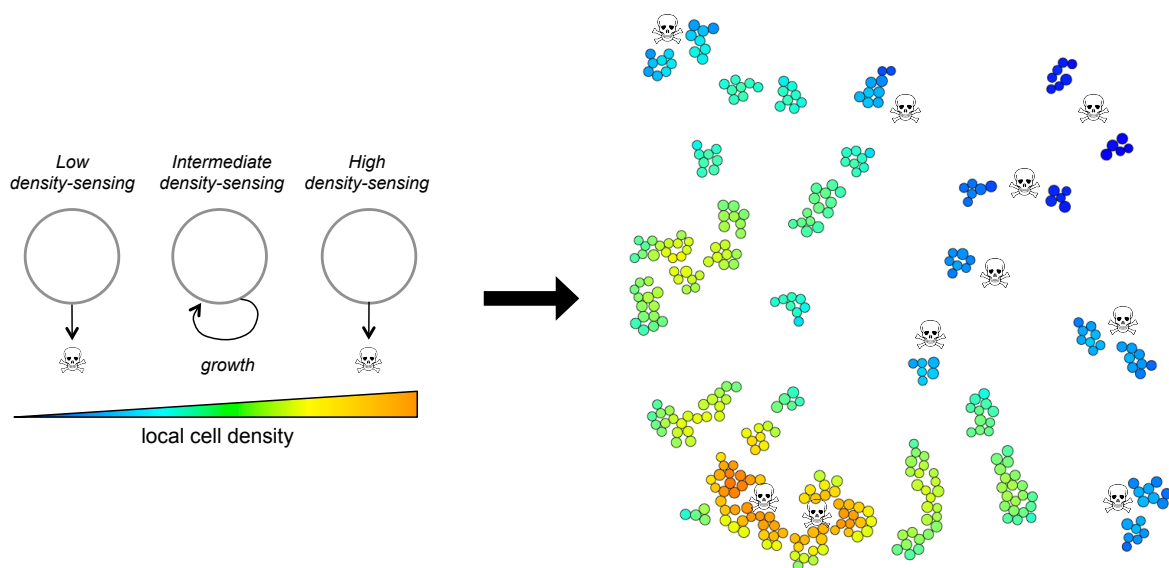 Low
density-sensing
Intermediate
density-sensing
High
density-sensing
growth
local cell density